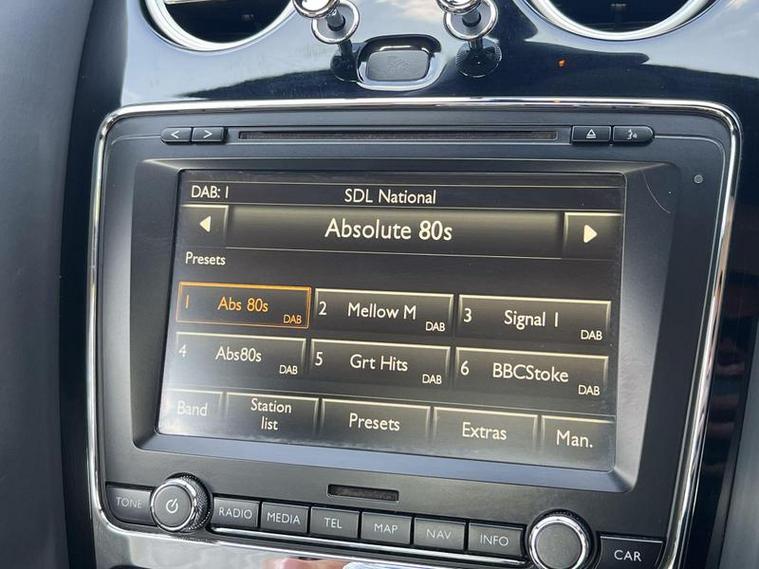 DAB: 1 SDL National
Absolute 80s
Presets
1 Abs 80s DAB
2 Mellow M DAB
3 Signal 1 DAB
4 Abs80s DAB
5 Grt Hits DAB
6 BBCStoke DAB
Band
Station
list
Presets
Extras
Man.
TONE
RADIO
MEDIA
TEL
MAP
NAV
INFO
CAR